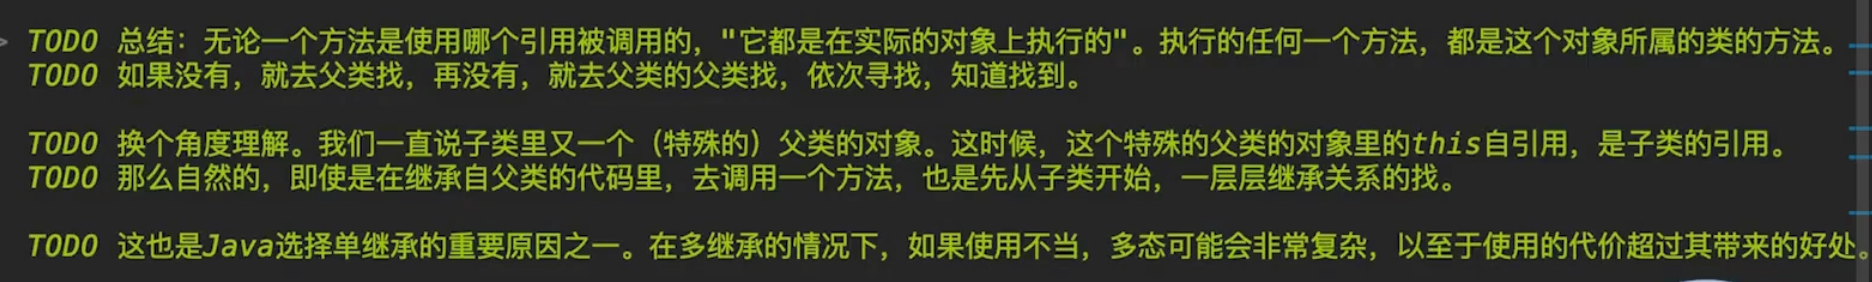 TODO 总结：无论一个方法是使用哪个引用被调用的，"它都是在实际的对象上执行的"。执行的任何一个方法，都是这个对象所属的类的方法。
TODO 如果没有，就去父类找，再没有，就去父类的父类找，依次寻找，知道找到。
TODO 换个角度理解。我们一直说子类里又一个（特殊的）父类的对象。这时候，这个特殊的父类的对象里的this自引用，是子类的引用。
TODO 那么自然的，即使是在继承自父类的代码里，去调用一个方法，也是先从子类开始，一层层继承关系的找。
TODO 这也是Java选择单继承的重要原因之一。在多继承的情况下，如果使用不当，多态可能会非常复杂，以至于使用的代价超过其带来的好处。